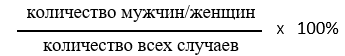 количество мужчин/женщин
количество всех случаев
x 100%